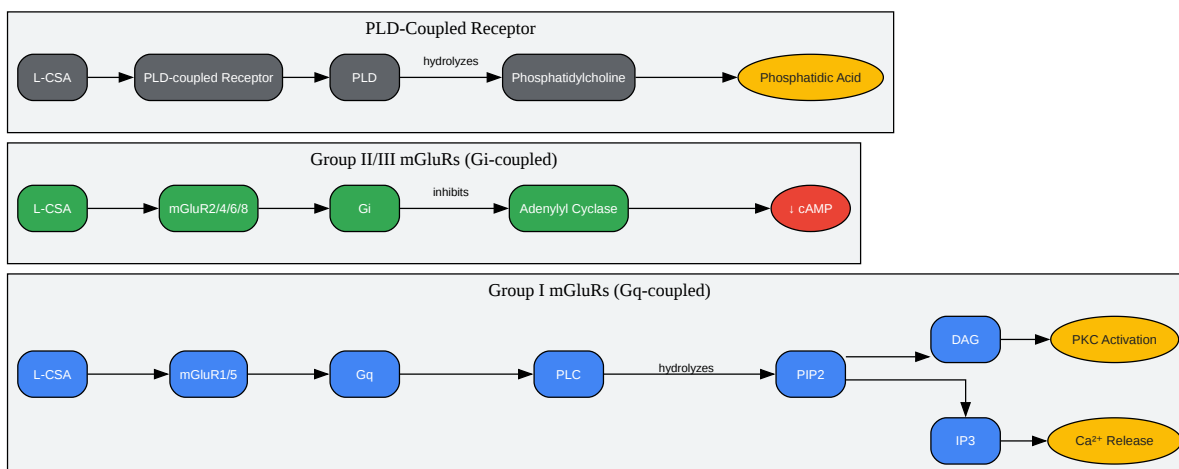 PLD-Coupled Receptor
L-CSA
PLD-coupled Receptor
PLD
hydrolyzes
Phosphatidylcholine
Phosphatidic Acid
Group II/III mGluRs (Gi-coupled)
L-CSA
mGluR2/4/6/8
Gi
inhibits
Adenylyl Cyclase
↓ cAMP
Group I mGluRs (Gq-coupled)
L-CSA
mGluR1/5
Gq
PLC
hydrolyzes
PIP2
DAG
PKC Activation
IP3
Ca²⁺ Release